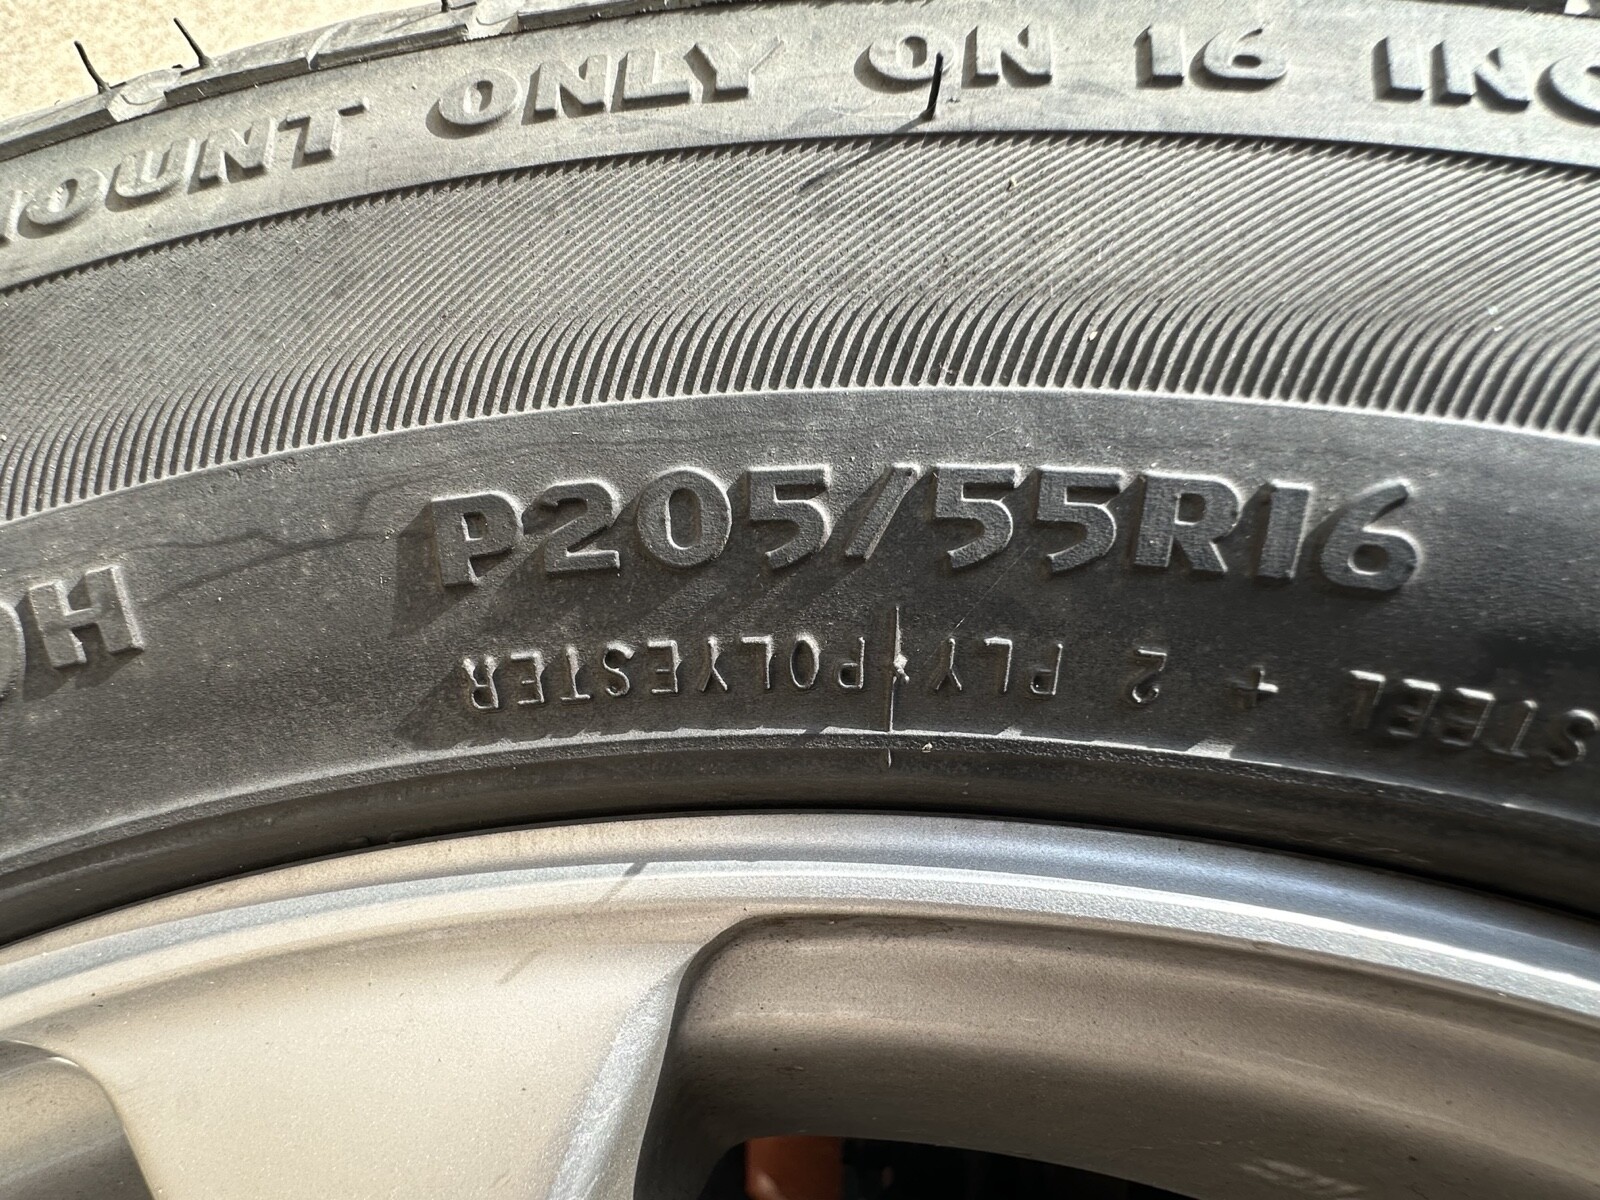 MOUNT ONLY ON 16 INC
H P205/55R16
STEEL + 2 PLY POLYESTER